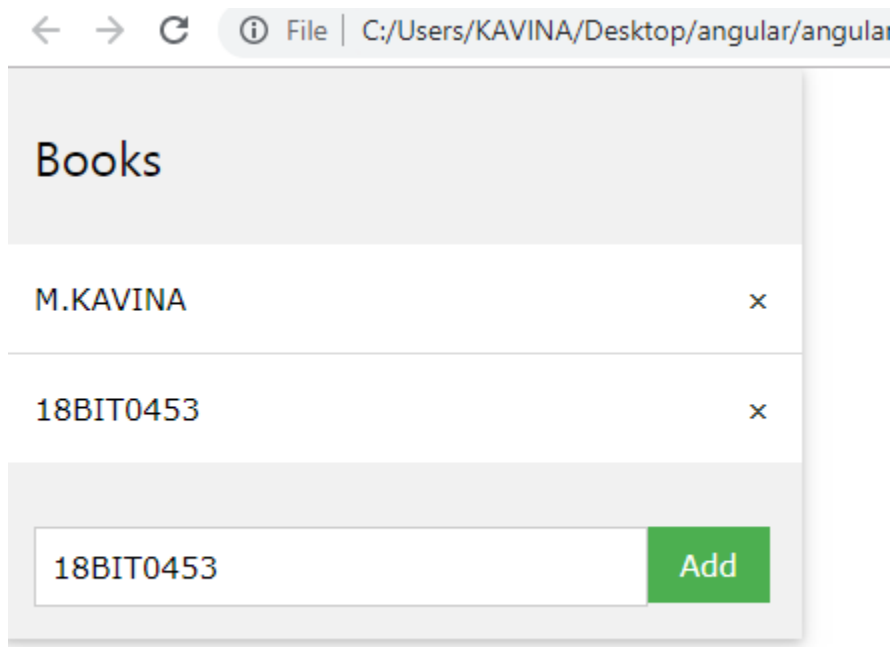 File | C:/Users/KAVINA/Desktop/angular/angular
Books
M.KAVINA ×
18BIT0453 ×
18BIT0453 Add